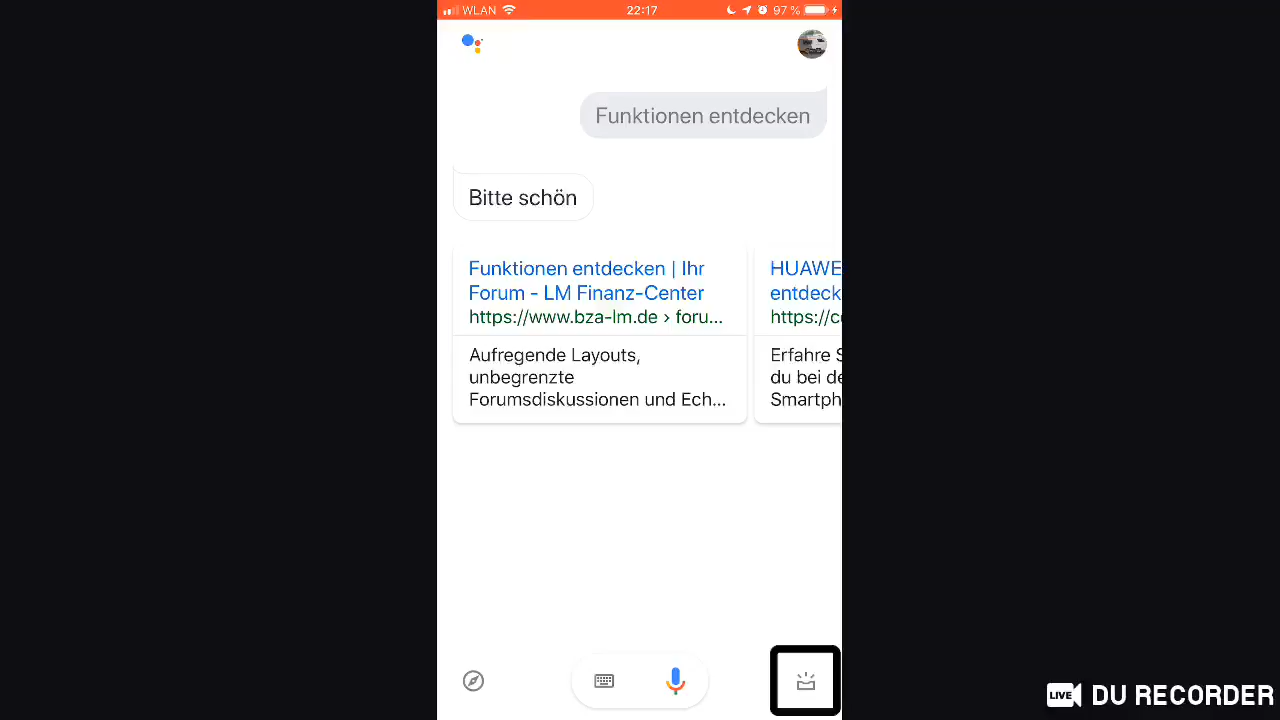 WLAN 22:17 97 %
Funktionen entdecken
Bitte schön
Funktionen entdecken | Ihr
Forum - LM Finanz-Center
https://www.bza-lm.de › foru...
Aufregende Layouts,
unbegrenzte
Forumsdiskussionen und Ech...
HUAWE
entdeck
https://c
Erfahre S
du bei de
Smartph
LIVE DU RECORDER